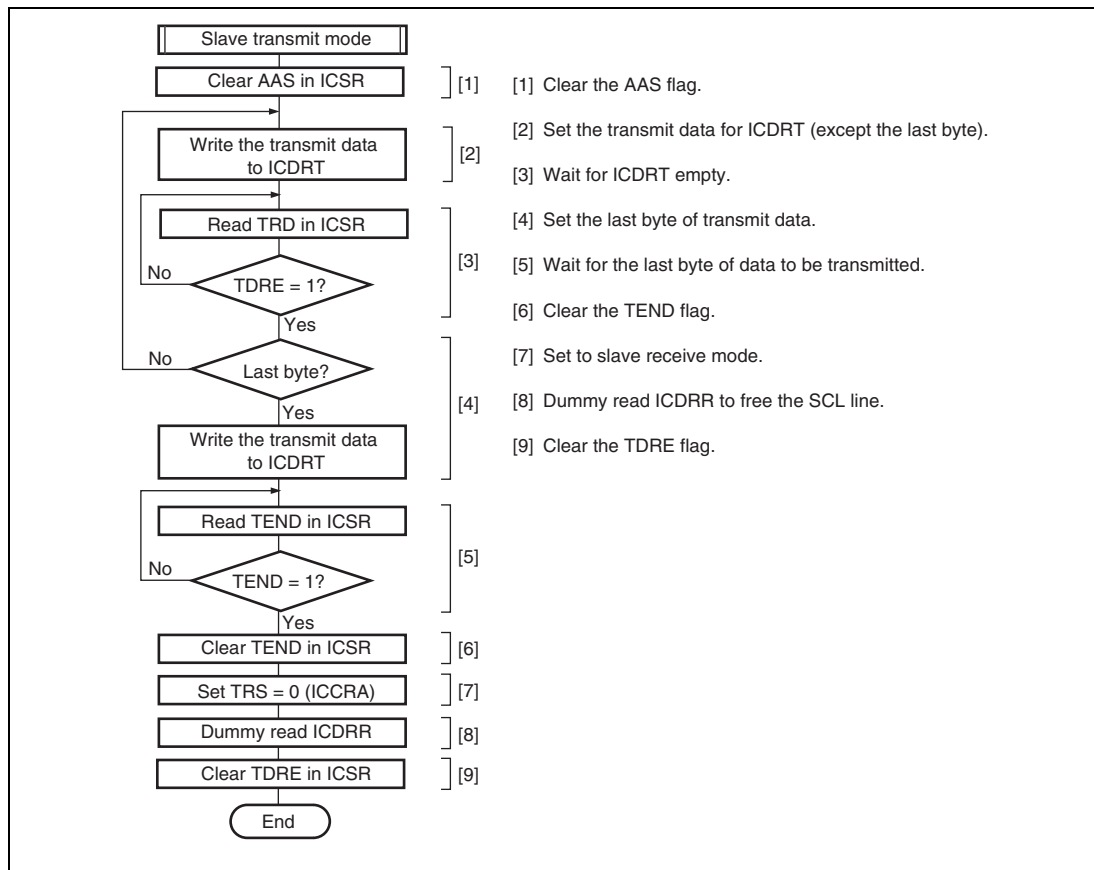 Slave transmit mode
Clear AAS in ICSR
[1]
[1] Clear the AAS flag.
Write the transmit data
to ICDRT
[2]
[2] Set the transmit data for ICDRT (except the last byte).
[3] Wait for ICDRT empty.
Read TRD in ICSR
[4] Set the last byte of transmit data.
No
TDRE = 1?
[3]
[5] Wait for the last byte of data to be transmitted.
Yes
[6] Clear the TEND flag.
No
Last byte?
[7] Set to slave receive mode.
Yes
[4]
[8] Dummy read ICDRR to free the SCL line.
Write the transmit data
to ICDRT
[9] Clear the TDRE flag.
Read TEND in ICSR
No
TEND = 1?
[5]
Yes
Clear TEND in ICSR
[6]
Set TRS = 0 (ICCRA)
[7]
Dummy read ICDRR
[8]
Clear TDRE in ICSR
[9]
End